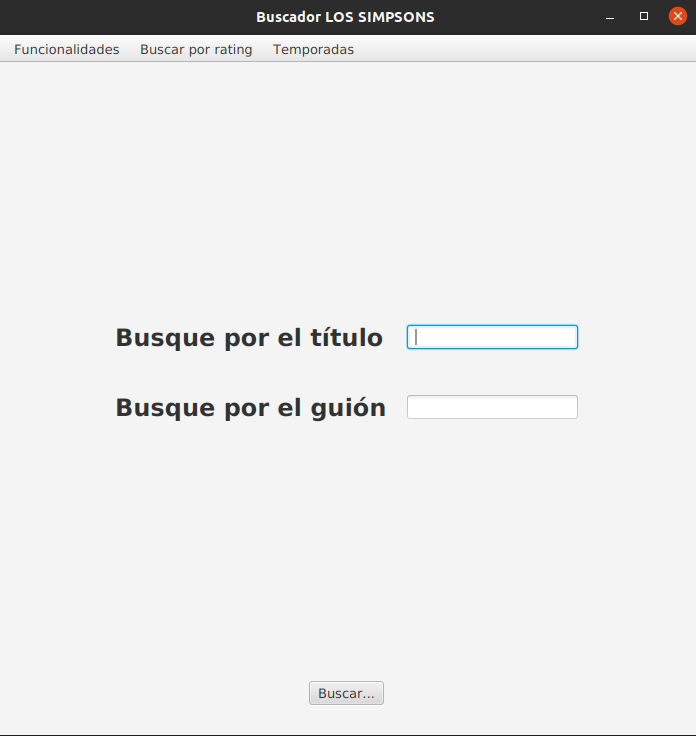 Buscador LOS SIMPSONS
Funcionalidades Buscar por rating Temporadas
Busque por el título
Busque por el guión
Buscar...